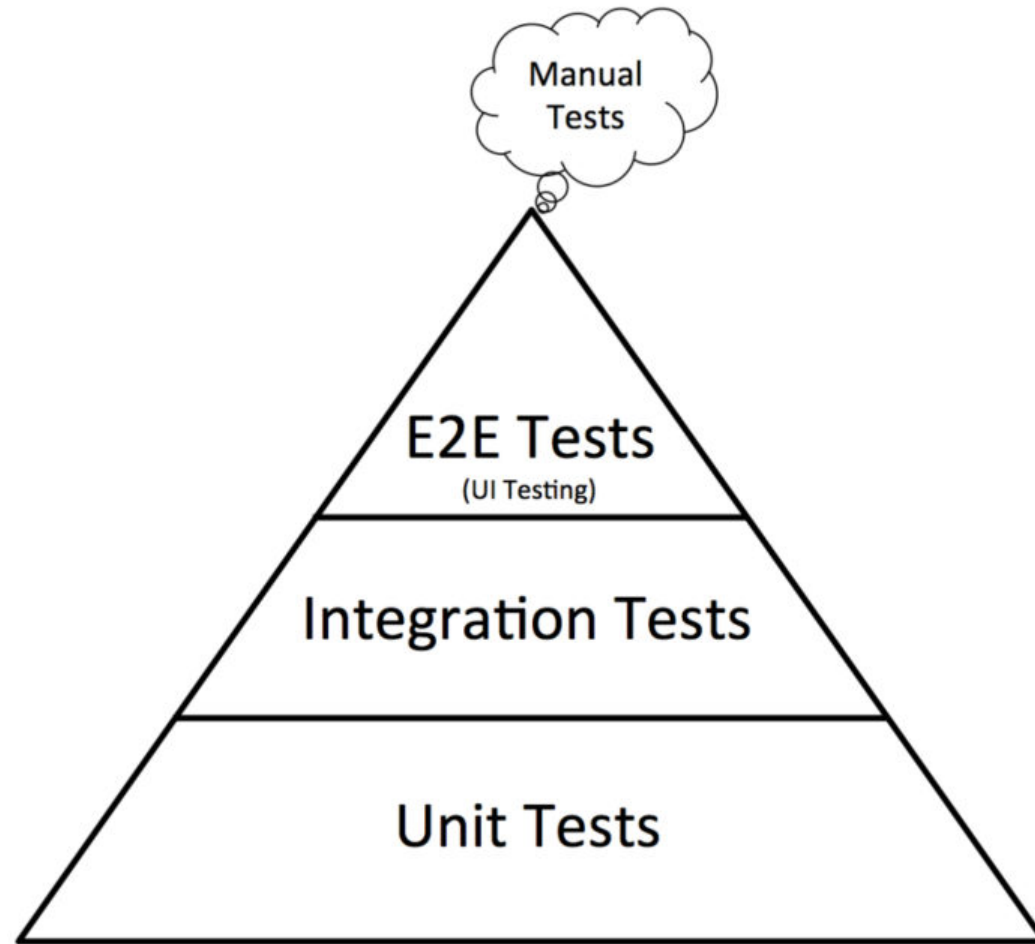 Manual
Tests
E2E Tests
(UI Testing)
Integration Tests
Unit Tests